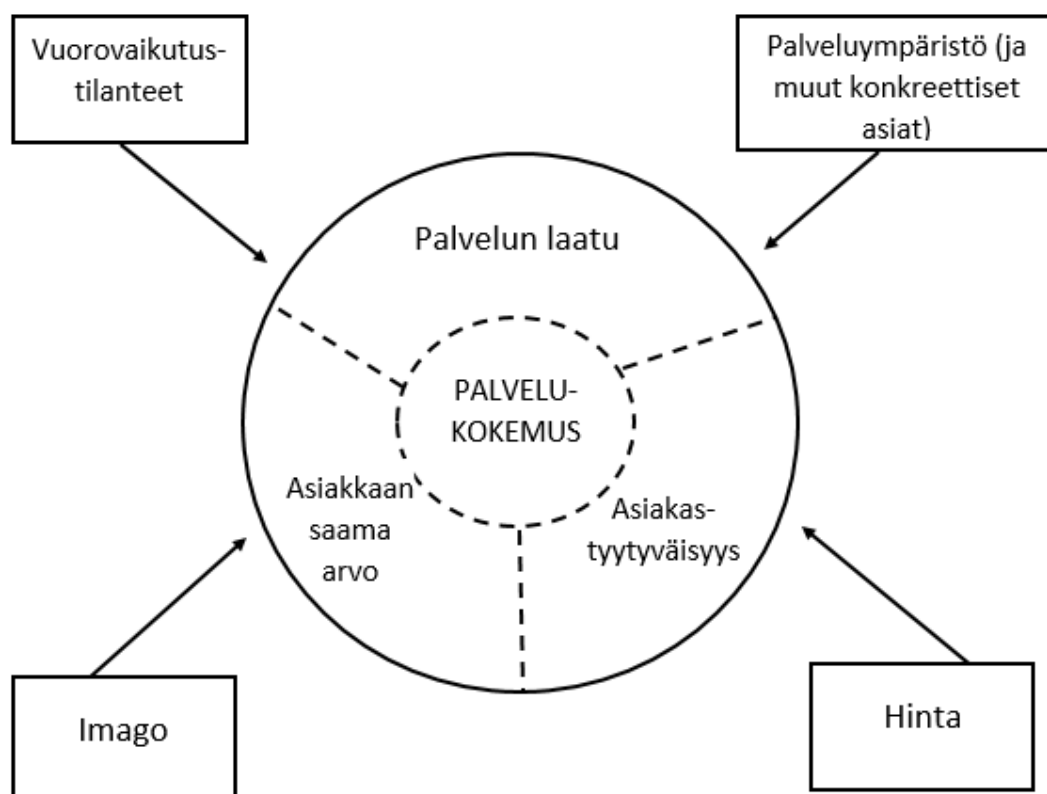 Vuorovaikutus-
tilanteet
Palveluympäristö (ja
muut konkreettiset
asiat)
Palvelun laatu
PALVELU-
KOKEMUS
Asiakkaan
saama
arvo
Asiakas-
tyytyväisyys
Imago
Hinta